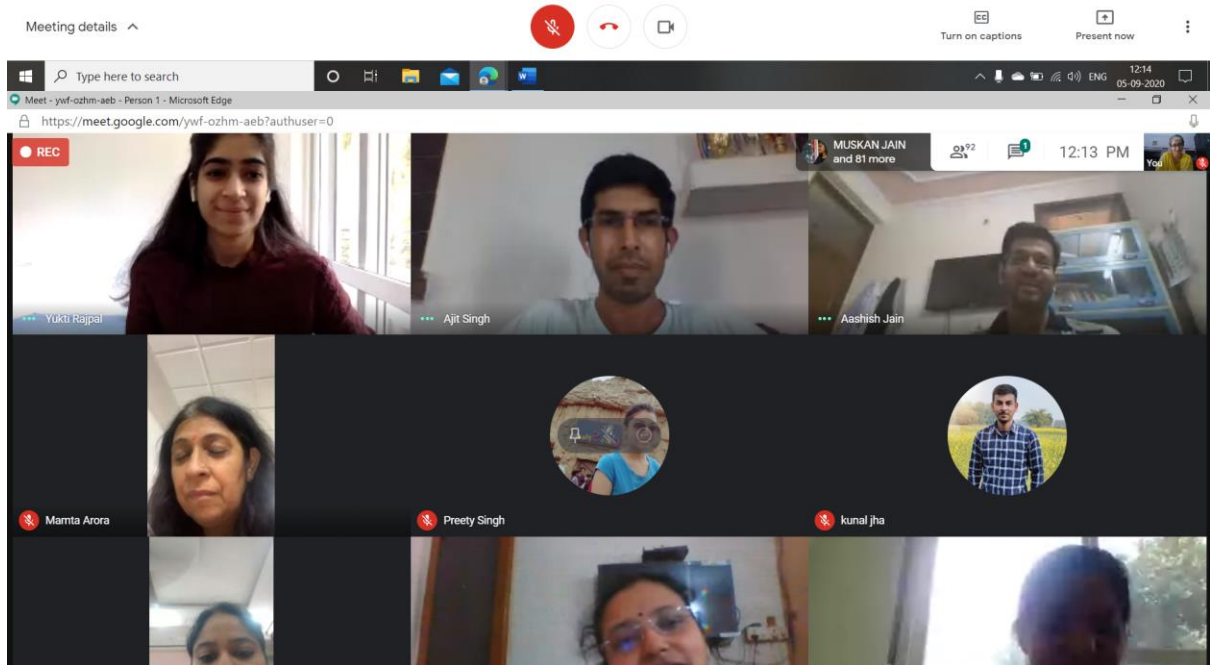 Meeting details
Turn on captions
Present now
Type here to search
ENG
12:14
05-09-2020
Meet - ywf-ozhm-aeb - Person 1 - Microsoft Edge
https://meet.google.com/ywf-ozhm-aeb?authuser=0
REC
MUSKAN JAIN
and 81 more
92
1
12:13 PM
You
Yukti Rajpal
Ajit Singh
Aashish Jain
Mamta Arora
Preety Singh
kunal jha